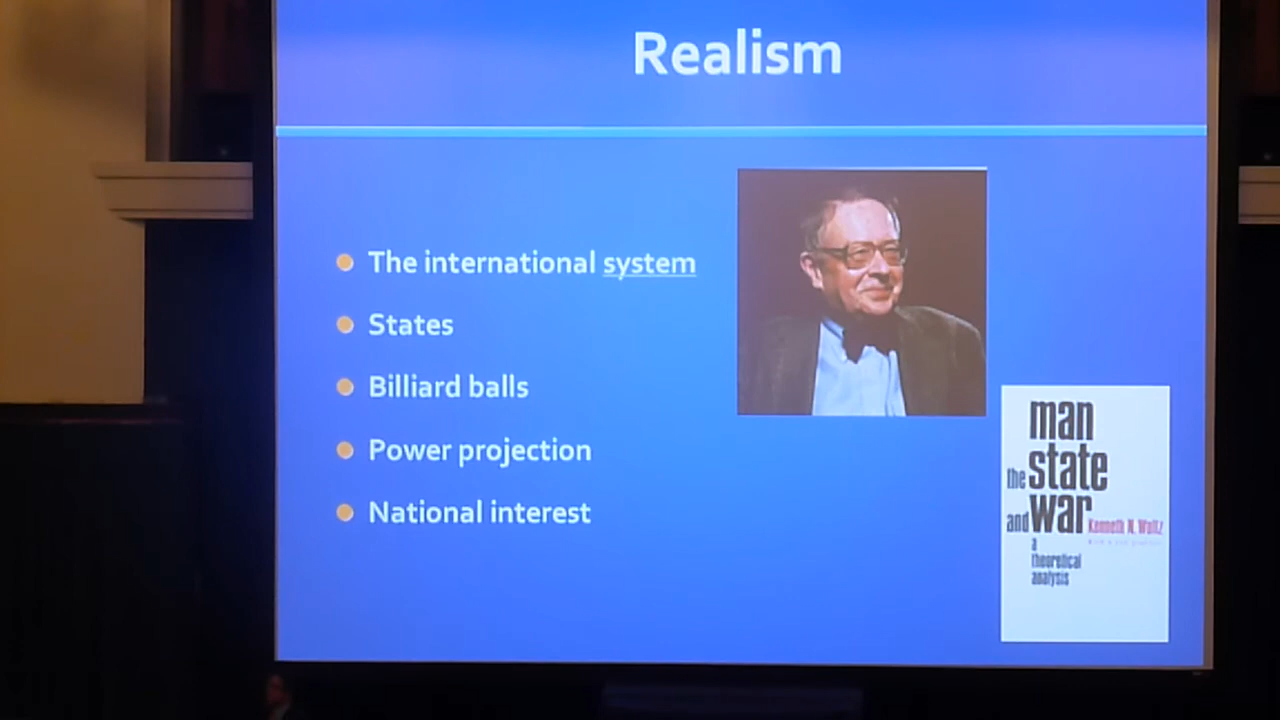 Realism
The international system
States
Billiard balls
Power projection
National interest
man
the state
and war Kenneth N. Waltz
a
theoretical
analysis